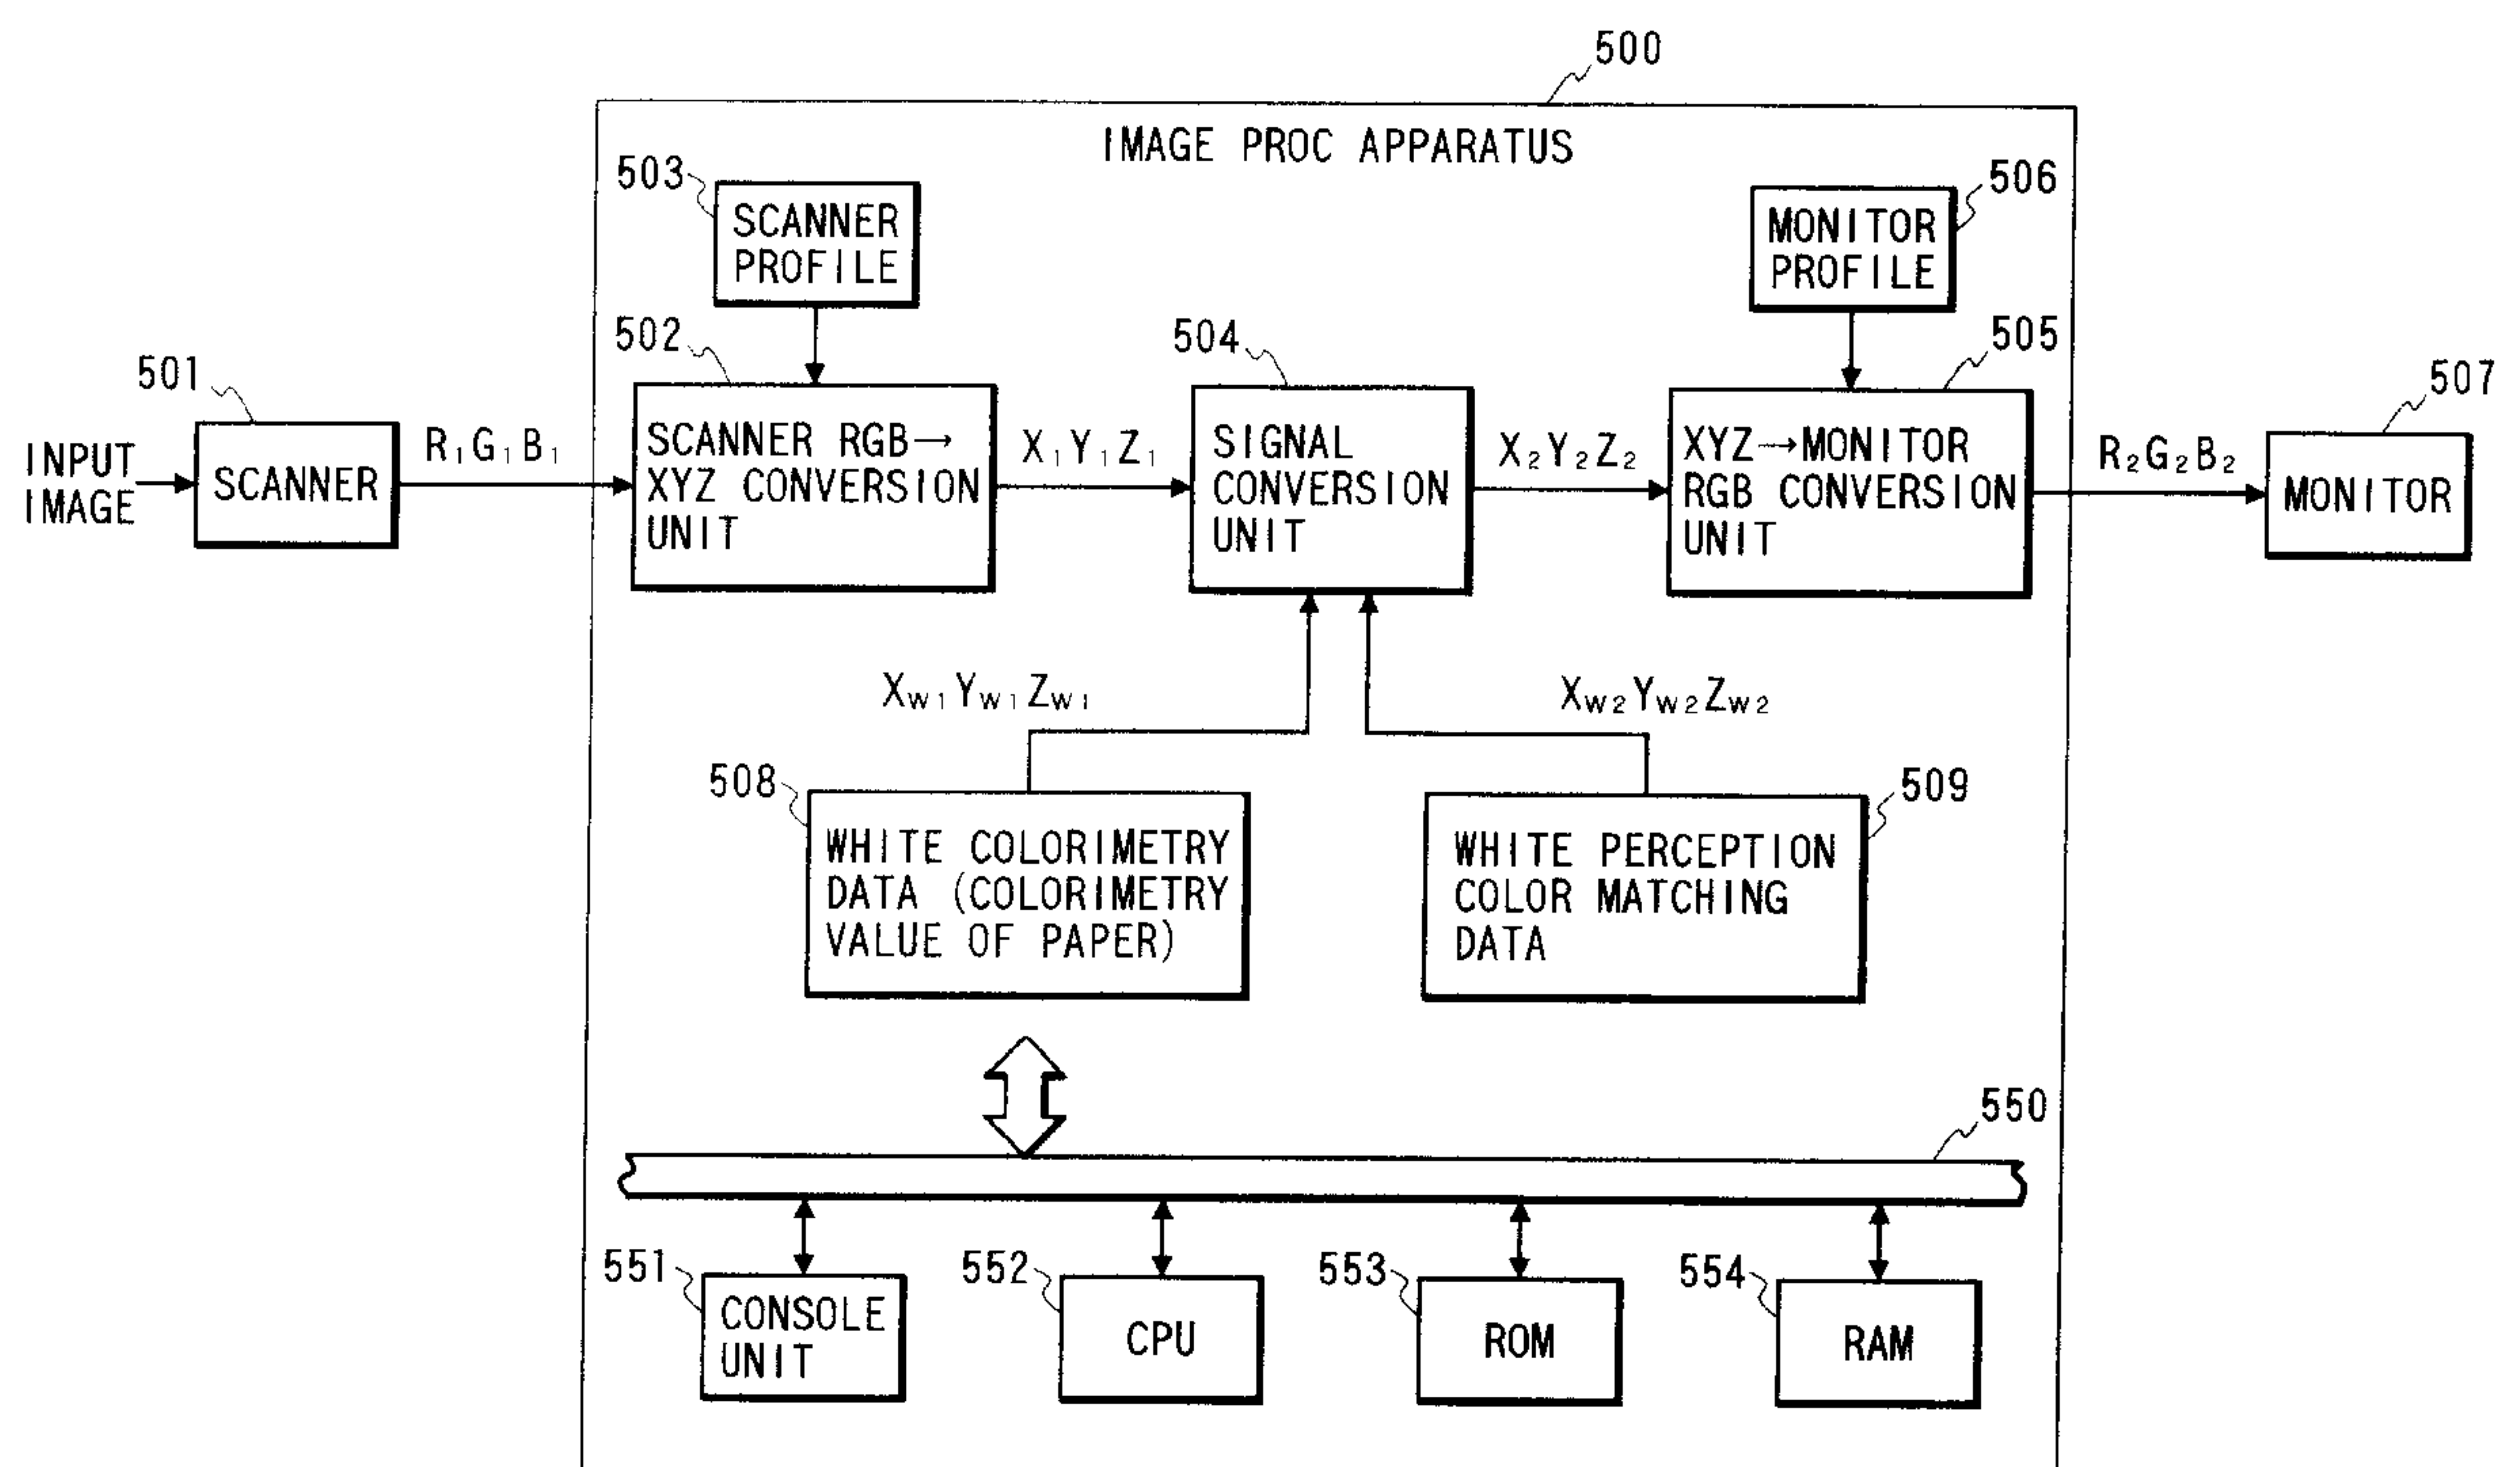 500
IMAGE PROC APPARATUS
503
SCANNER
PROFILE
506
MONITOR
PROFILE
502
504
505
501
507
INPUT
IMAGE
SCANNER
R₁G₁B₁
SCANNER RGB→
XYZ CONVERSION
UNIT
X₁Y₁Z₁
SIGNAL
CONVERSION
UNIT
X₂Y₂Z₂
XYZ→MONITOR
RGB CONVERSION
UNIT
R₂G₂B₂
MONITOR
Xw₁Yw₁Zw₁
Xw₂Yw₂Zw₂
508
WHITE COLORIMETRY
DATA (COLORIMETRY
VALUE OF PAPER)
509
WHITE PERCEPTION
COLOR MATCHING
DATA
550
551
CONSOLE
UNIT
552
CPU
553
ROM
554
RAM